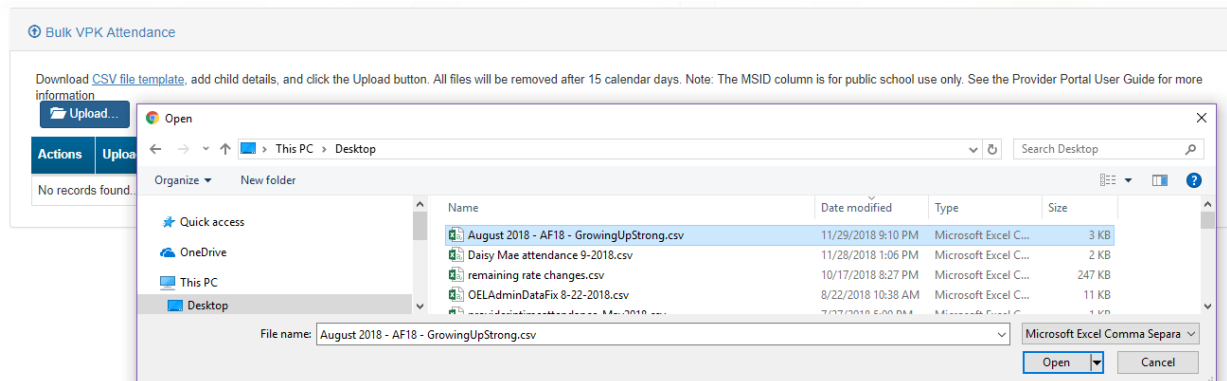 Bulk VPK Attendance
Download CSV file template, add child details, and click the Upload button. All files will be removed after 15 calendar days. Note: The MSID column is for public school use only. See the Provider Portal User Guide for more
information
Upload...
Open
This PC > Desktop
Search Desktop
Actions Uploa
Organize New folder
No records found..
Name Date modified Type Size
Quick access
August 2018 - AF18 - GrowingUpStrong.csv 11/29/2018 9:10 PM Microsoft Excel C... 3 KB
OneDrive
Daisy Mae attendance 9-2018.csv 11/28/2018 1:06 PM Microsoft Excel C... 2 KB
remaining rate changes.csv 10/17/2018 8:27 PM Microsoft Excel C... 247 KB
This PC
OELAdminDataFix 8-22-2018.csv 8/22/2018 10:38 AM Microsoft Excel C... 11 KB
Desktop
File name: August 2018 - AF18 - GrowingUpStrong.csv Microsoft Excel Comma Separa
Open Cancel